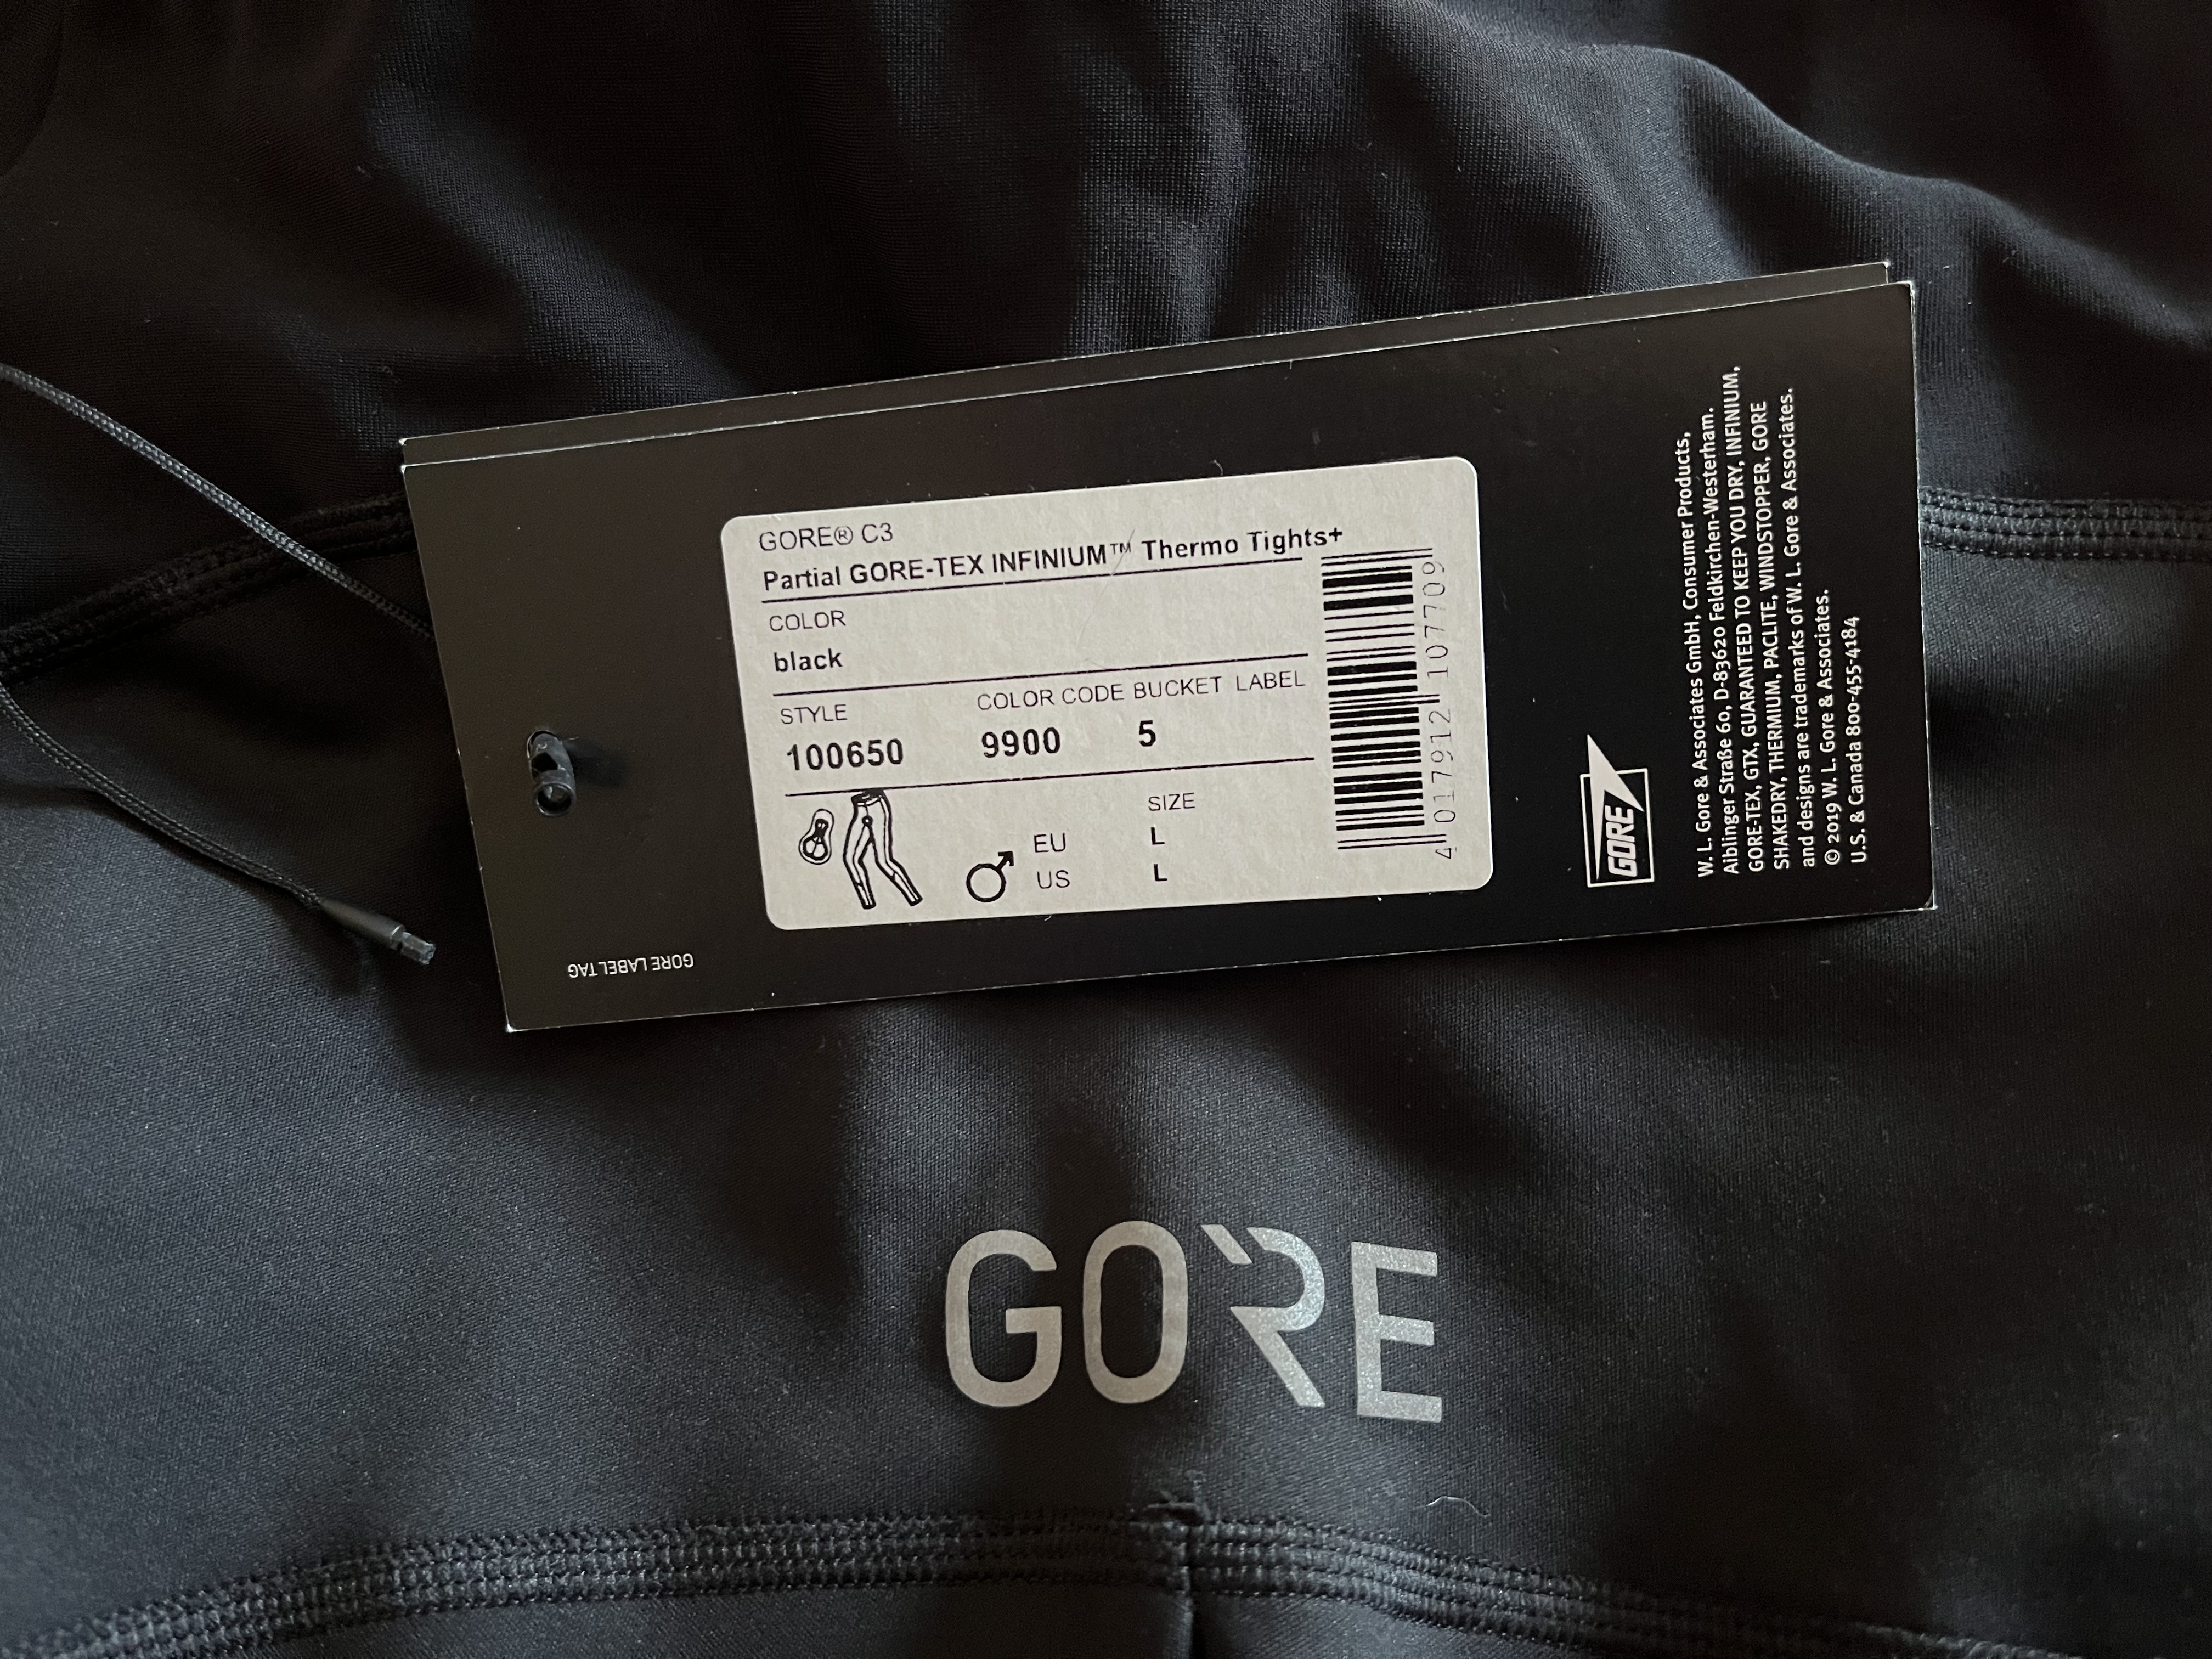 GORE® C3
Partial GORE-TEX INFINIUM™ Thermo Tights+
COLOR
black
STYLE COLOR CODE BUCKET LABEL
100650 9900 5
SIZE
EU L
US L
4 017912 107709
GORE LABEL TAG
GORE
W. L. Gore & Associates GmbH, Consumer Products,
Aiblinger Straße 60, D-83620 Feldkirchen-Westerham.
GORE-TEX, GTX, GUARANTEED TO KEEP YOU DRY, INFINIUM,
SHAKEDRY, THERMIUM, PACLITE, WINDSTOPPER, GORE
and designs are trademarks of W. L. Gore & Associates.
© 2019 W. L. Gore & Associates.
U.S. & Canada 800-455-4184
GORE